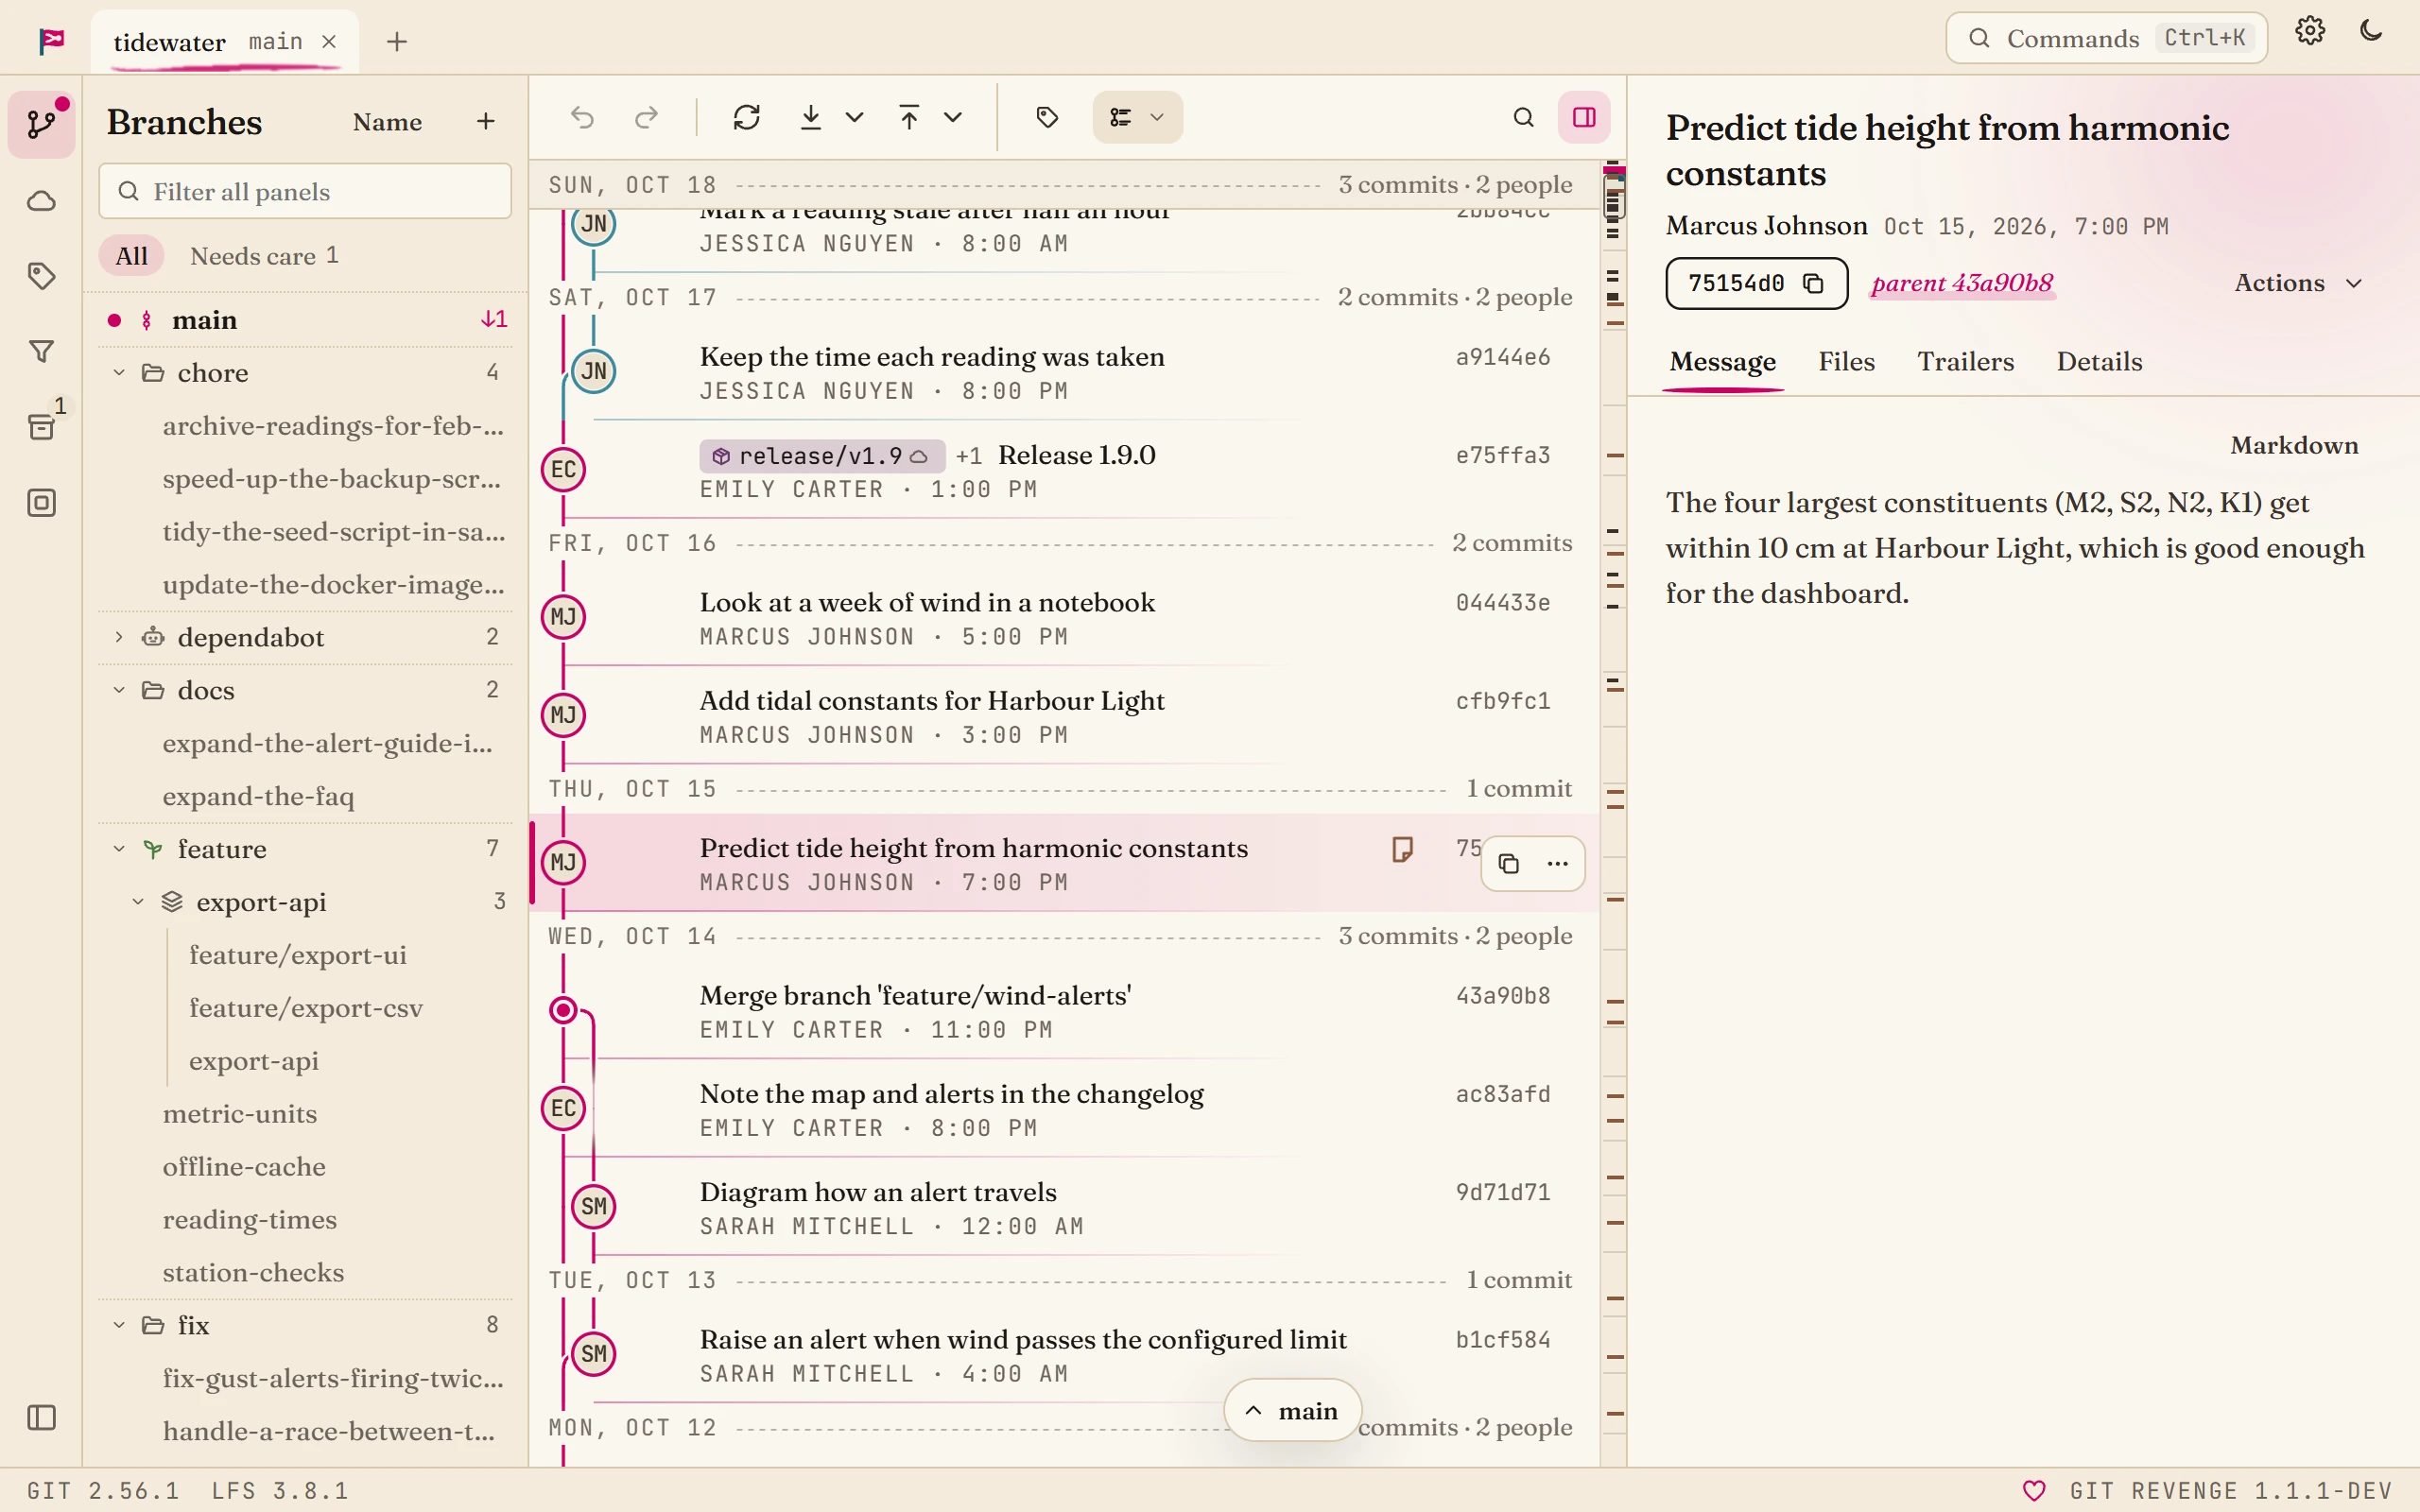 tidewater main
Commands Ctrl+K
Branches Name
Filter all panels
All Needs care 1
main 1
chore 4
archive-readings-for-feb-...
speed-up-the-backup-scr...
tidy-the-seed-script-in-sa...
update-the-docker-image...
dependabot 2
docs 2
expand-the-alert-guide-i...
expand-the-faq
feature 7
export-api 3
feature/export-ui
feature/export-csv
export-api
metric-units
offline-cache
reading-times
station-checks
fix 8
fix-gust-alerts-firing-twic...
handle-a-race-between-t...
1
SUN, OCT 18 3 commits · 2 people
JN Mark a reading stale after half an hour 2bb84cc
JESSICA NGUYEN · 8:00 AM
SAT, OCT 17 2 commits · 2 people
JN Keep the time each reading was taken a9144e6
JESSICA NGUYEN · 8:00 PM
EC release/v1.9 +1 Release 1.9.0 e75ffa3
EMILY CARTER · 1:00 PM
FRI, OCT 16 2 commits
MJ Look at a week of wind in a notebook 044433e
MARCUS JOHNSON · 5:00 PM
MJ Add tidal constants for Harbour Light cfb9fc1
MARCUS JOHNSON · 3:00 PM
THU, OCT 15 1 commit
MJ Predict tide height from harmonic constants 75
MARCUS JOHNSON · 7:00 PM
WED, OCT 14 3 commits · 2 people
Merge branch 'feature/wind-alerts' 43a90b8
EMILY CARTER · 11:00 PM
EC Note the map and alerts in the changelog ac83afd
EMILY CARTER · 8:00 PM
SM Diagram how an alert travels 9d71d71
SARAH MITCHELL · 12:00 AM
TUE, OCT 13 1 commit
SM Raise an alert when wind passes the configured limit b1cf584
SARAH MITCHELL · 4:00 AM
MON, OCT 12 commits · 2 people
main
Predict tide height from harmonic
constants
Marcus Johnson Oct 15, 2026, 7:00 PM
75154d0 parent 43a90b8 Actions
Message Files Trailers Details
Markdown
The four largest constituents (M2, S2, N2, K1) get
within 10 cm at Harbour Light, which is good enough
for the dashboard.
GIT 2.56.1 LFS 3.8.1
GIT REVENGE 1.1.1-DEV